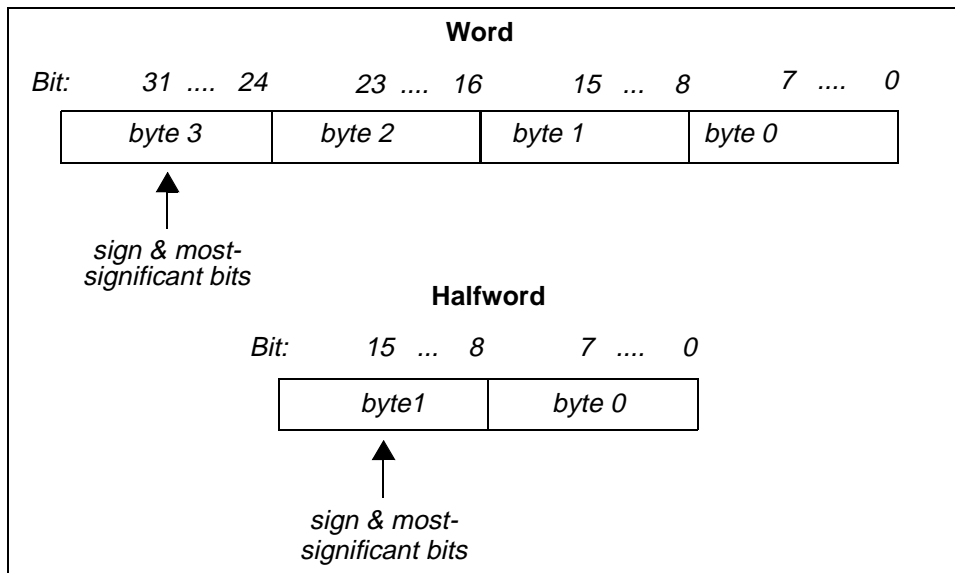 Word
Bit: 31 .... 24 23 .... 16 15 ... 8 7 .... 0
byte 3 byte 2 byte 1 byte 0
sign & most-
significant bits
Halfword
Bit: 15 ... 8 7 .... 0
byte1 byte 0
sign & most-
significant bits